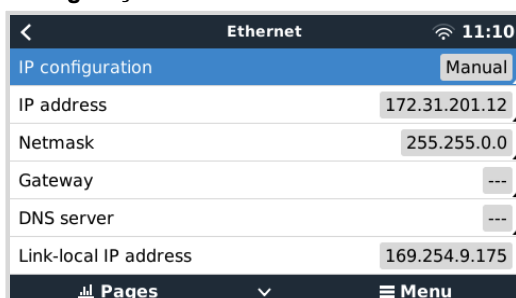 Ethernet 11:10
IP configuration Manual
IP address 172.31.201.12
Netmask 255.255.0.0
Gateway ---
DNS server ---
Link-local IP address 169.254.9.175
Pages Menu